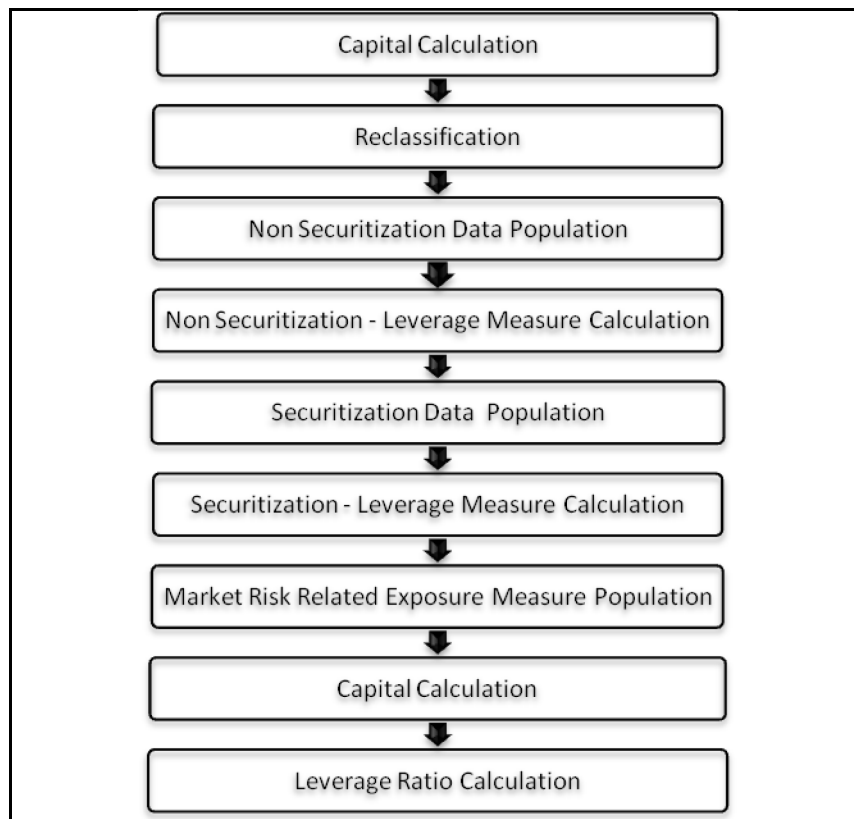 Capital Calculation
Reclassification
Non Securitization Data Population
Non Securitization - Leverage Measure Calculation
Securitization Data Population
Securitization - Leverage Measure Calculation
Market Risk Related Exposure Measure Population
Capital Calculation
Leverage Ratio Calculation